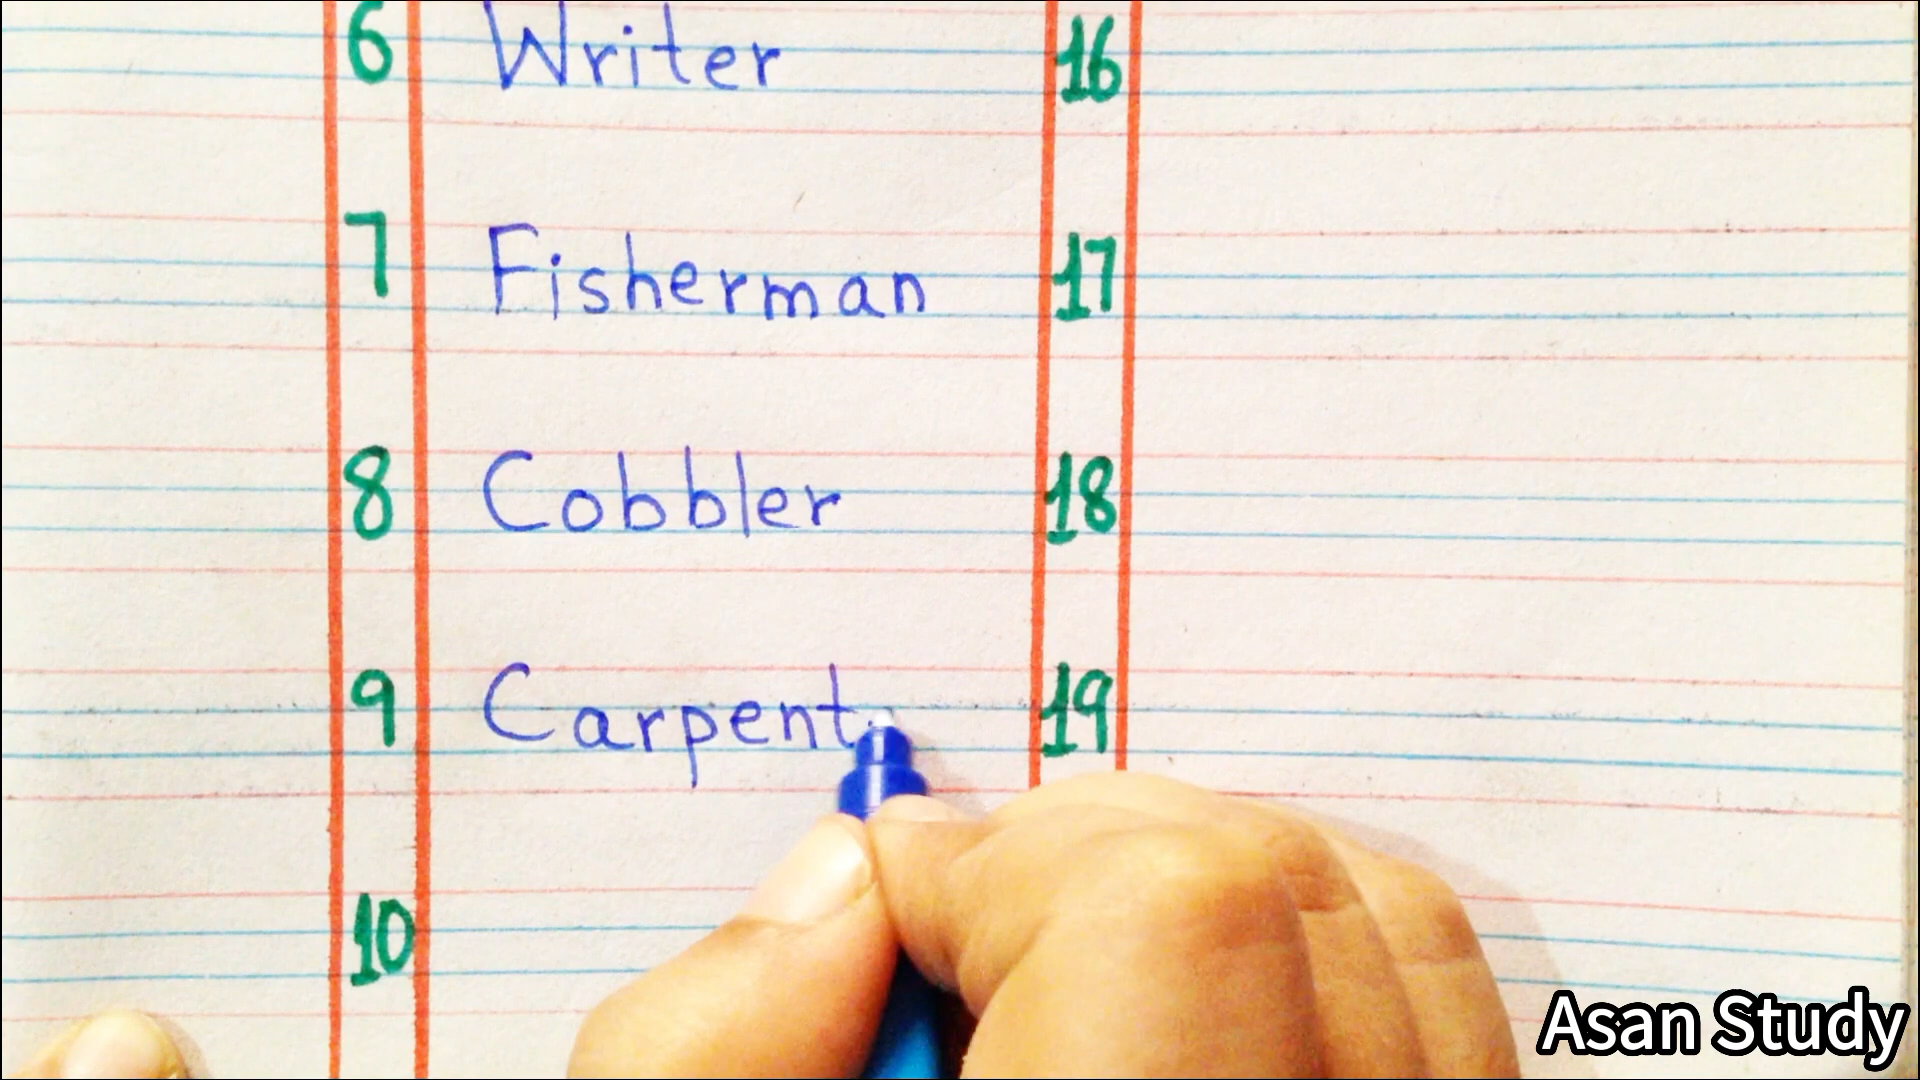 6 Writer 16
7 Fisherman 17
8 Cobbler 18
9 Carpent 19
10
Asan Study